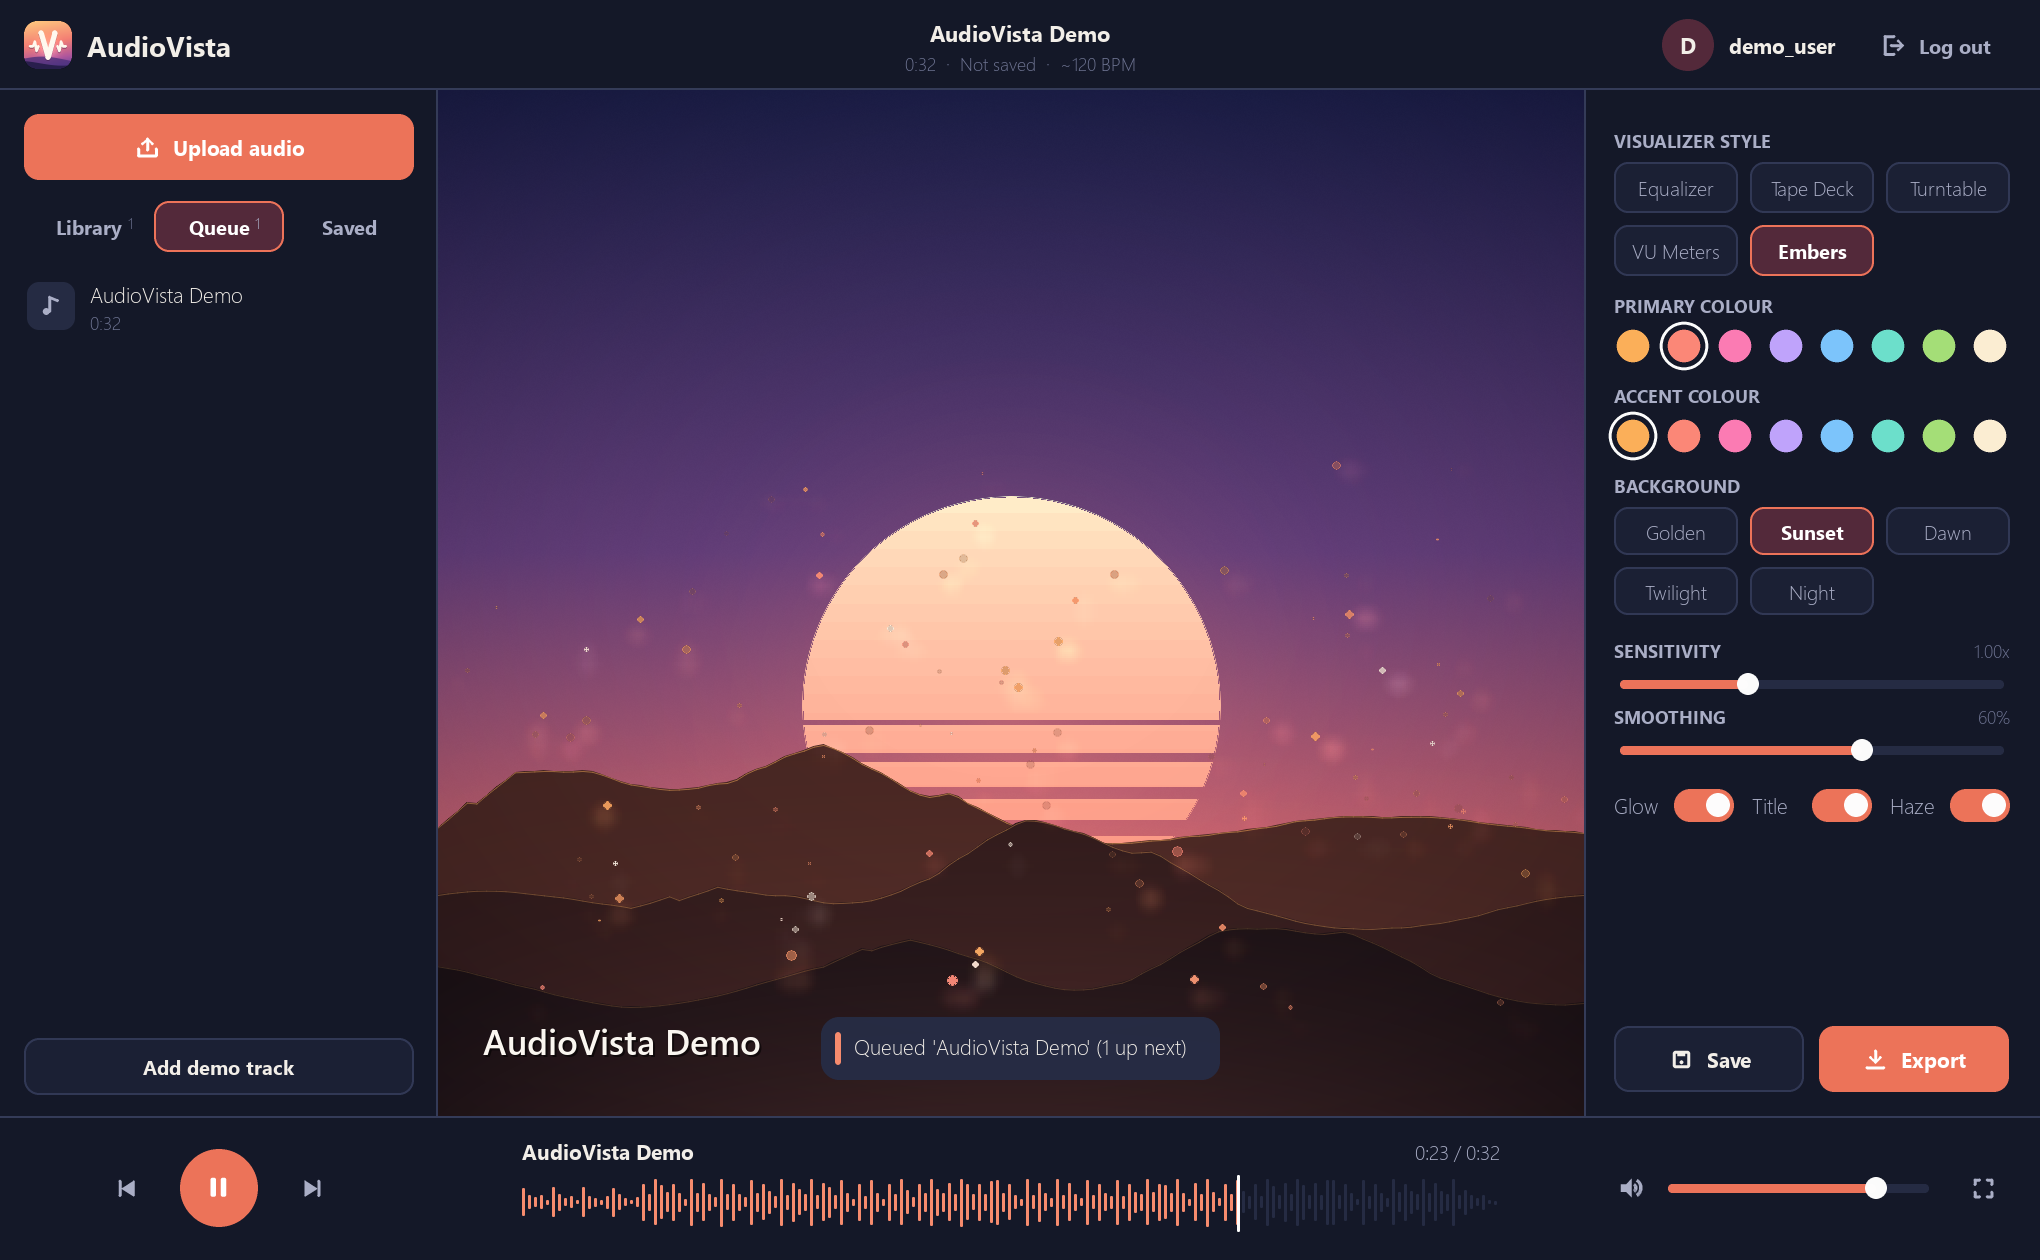 AudioVista
AudioVista Demo
0:32 · Not saved · ~120 BPM
D demo_user
Log out
Upload audio
Library 1
Queue 1
Saved
AudioVista Demo
0:32
Add demo track
AudioVista Demo
Queued 'AudioVista Demo' (1 up next)
VISUALIZER STYLE
Equalizer
Tape Deck
Turntable
VU Meters
Embers
PRIMARY COLOUR
ACCENT COLOUR
BACKGROUND
Golden
Sunset
Dawn
Twilight
Night
SENSITIVITY 1.00x
SMOOTHING 60%
Glow
Title
Haze
Save
Export
AudioVista Demo
0:23 / 0:32